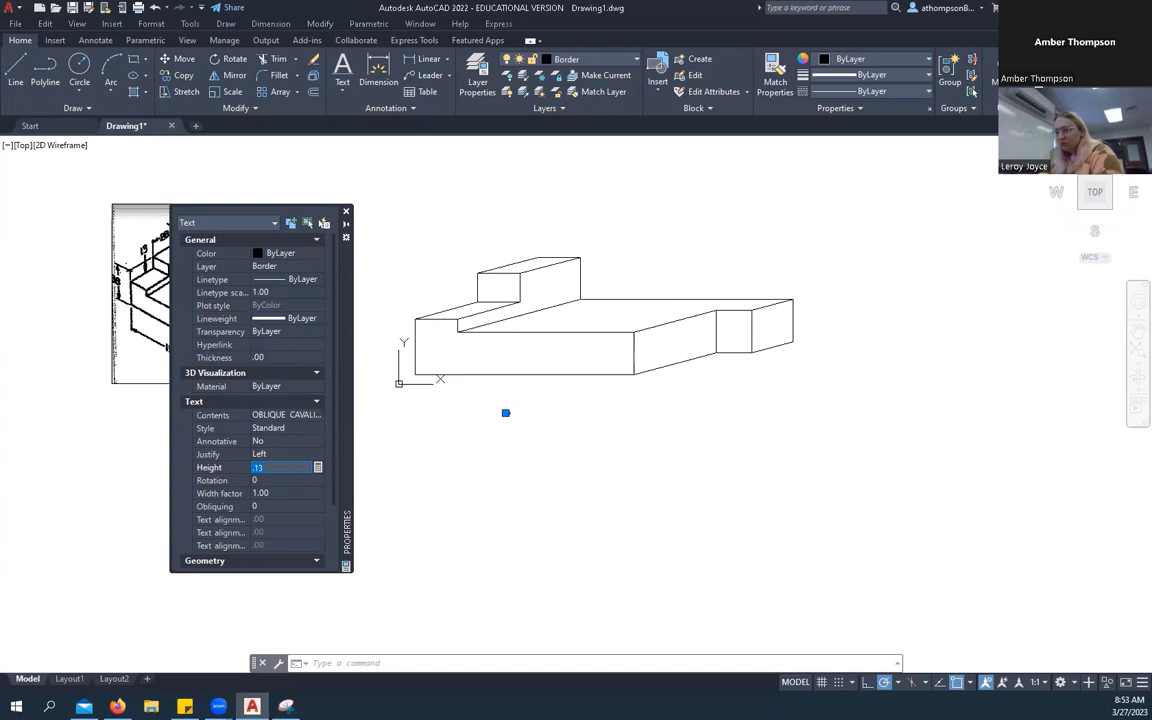 Autodesk AutoCAD 2022 - EDUCATIONAL VERSION Drawing1.dwg
Share
Type a keyword or phrase
athompsonB...
File Edit View Insert Format Tools Draw Dimension Modify Parametric Window Help Express
Home Insert Annotate Parametric View Manage Output Add-ins Collaborate Express Tools Featured Apps
Line Polyline Circle Arc
Move Rotate Trim
Copy Mirror Fillet
Stretch Scale Array
Text Dimension
Linear
Leader
Table
Layer Properties
Border
Make Current
Match Layer
Insert
Create
Edit
Edit Attributes
Match Properties
ByLayer
ByLayer
ByLayer
Group
Draw Modify Annotation Layers Block Properties Groups
Start Drawing1*
[−][Top][2D Wireframe]
Amber Thompson
Amber Thompson
Leroy Joyce
W TOP E
S
WCS
Text
General
Color ByLayer
Layer Border
Linetype ByLayer
Linetype sca... 1.00
Plot style ByColor
Lineweight ByLayer
Transparency ByLayer
Hyperlink
Thickness .00
3D Visualization
Material ByLayer
Text
Contents OBLIQUE CAVALI...
Style Standard
Annotative No
Justify Left
Height .13
Rotation 0
Width factor 1.00
Obliquing 0
Text alignm... .00
Text alignm... .00
Text alignm... .00
Geometry
PROPERTIES
Y
X
Type a command
Model Layout1 Layout2 +
MODEL
1:1
8:53 AM
3/27/2023